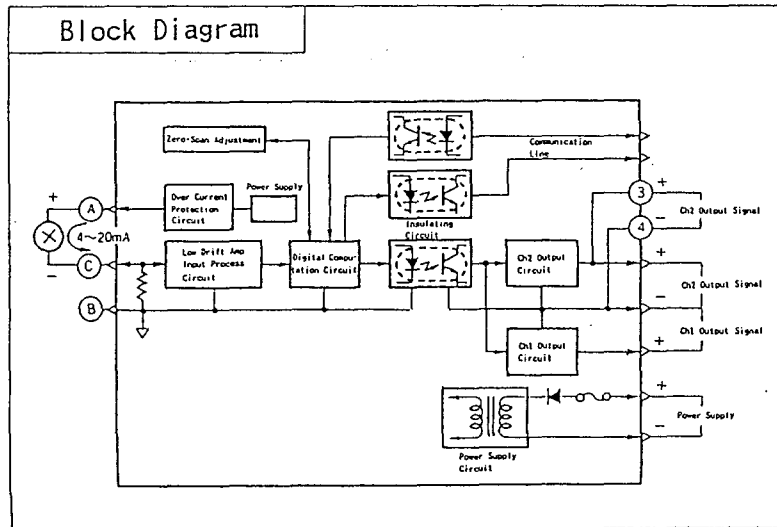 Block Diagram
Zero-Scan Adjustment
Communication
Line
Over Current
Protection
Circuit
Power Supply
Insulating
Circuit
+
A
4~20mA
C
-
B
Low Drift Amp
Input Process
Circuit
Digital Compu-
tation Circuit
Ch2 Output
Circuit
Ch1 Output
Circuit
3
+
Ch2 Output Signal
-
4
+
Ch2 Output Signal
-
Ch1 Output Signal
+
+
Power Supply
-
Power Supply
Circuit